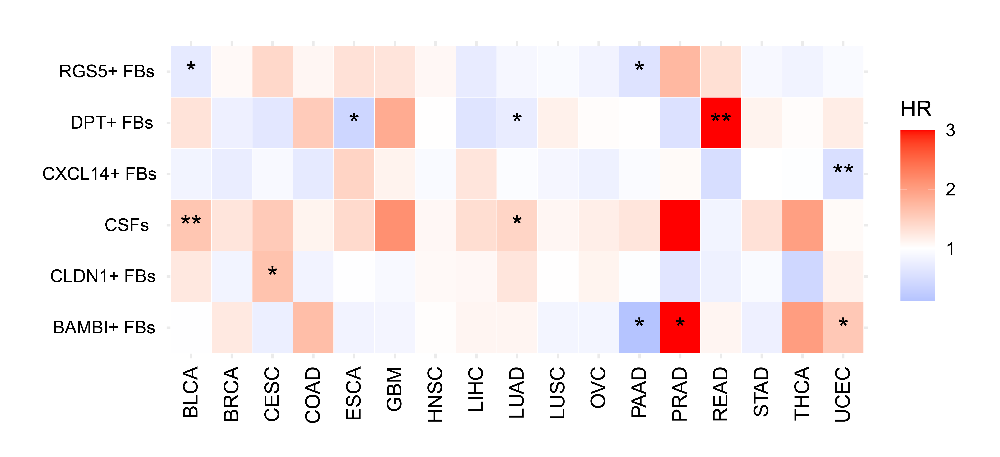 RGS5+ FBs * *
DPT+ FBs * * **
CXCL14+ FBs **
CSFs ** *
CLDN1+ FBs *
BAMBI+ FBs * * *
BLCA BRCA CESC COAD ESCA GBM HNSC LIHC LUAD LUSC OVC PAAD PRAD READ STAD THCA UCEC
HR
3
2
1